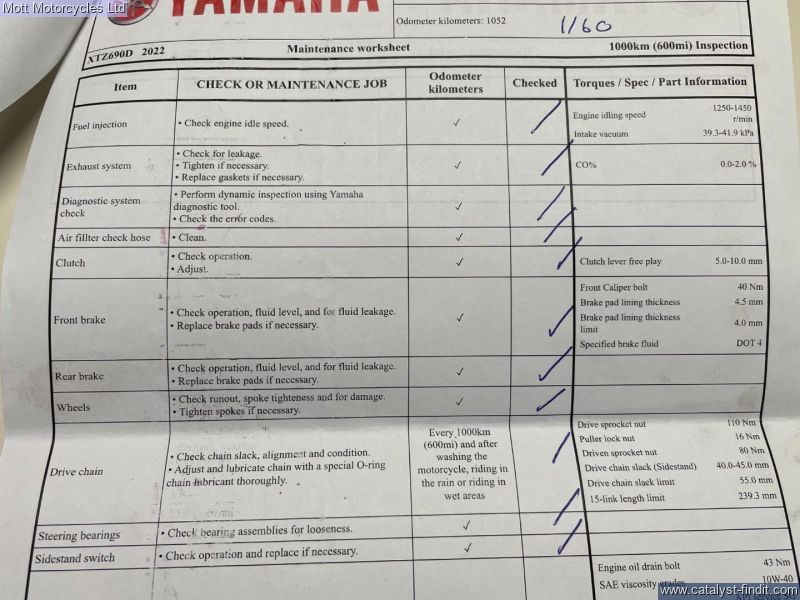 Mott Motorcycles Ltd
YAMAHA
Odometer kilometers: 1052
1/60
XTZ690D 2022
Maintenance worksheet
1000km (600mi) Inspection
Item
CHECK OR MAINTENANCE JOB
Odometer kilometers
Checked
Torques / Spec / Part Information
Fuel injection
• Check engine idle speed.
✓
Engine idling speed 1250-1450 r/min
Intake vacuum 39.3-41.9 kPa
Exhaust system
• Check for leakage.
• Tighten if necessary.
• Replace gaskets if necessary.
✓
CO% 0.0-2.0 %
Diagnostic system check
• Perform dynamic inspection using Yamaha
diagnostic tool.
• Check the error codes.
✓
Air fillter check hose
• Clean.
✓
Clutch
• Check operation.
• Adjust.
✓
Clutch lever free play 5.0-10.0 mm
Front brake
• Check operation, fluid level, and for fluid leakage.
• Replace brake pads if necessary.
✓
Front Caliper bolt 40 Nm
Brake pad lining thickness 4.5 mm
Brake pad lining thickness limit 4.0 mm
Specified brake fluid DOT 4
Rear brake
• Check operation, fluid level, and for fluid leakage.
• Replace brake pads if necessary.
✓
Wheels
• Check runout, spoke tighteness and for damage.
• Tighten spokes if necessary.
✓
Drive chain
• Check chain slack, alignment and condition.
• Adjust and lubricate chain with a special O-ring
chain lubricant thoroughly.
Every 1000km
(600mi) and after
washing the
motorcycle, riding in
the rain or riding in
wet areas
Drive sprocket nut 110 Nm
Puller lock nut 16 Nm
Driven sprocket nut 80 Nm
Drive chain slack (Sidestand) 40.0-45.0 mm
Drive chain slack limit 55.0 mm
15-link length limit 239.3 mm
Steering bearings
• Check bearing assemblies for looseness.
✓
Sidestand switch
• Check operation and replace if necessary.
✓
Engine oil drain bolt 43 Nm
SAE viscosity grades 10W-40
www.catalyst-findit.com